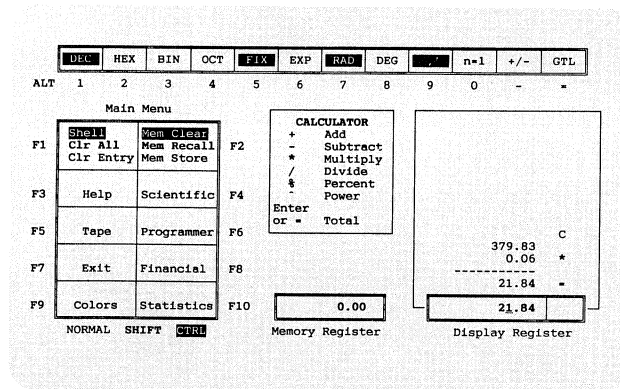 DEC HEX BIN OCT FIX EXP RAD DEG ,' n=1 +/- GTL
ALT 1 2 3 4 5 6 7 8 9 0 - =
Main Menu
F1 Shell Mem Clear F2
Clr All Mem Recall
Clr Entry Mem Store
F3 Help Scientific F4
F5 Tape Programmer F6
F7 Exit Financial F8
F9 Colors Statistics F10
NORMAL SHIFT CTRL
CALCULATOR
+ Add
- Subtract
* Multiply
/ Divide
% Percent
^ Power
Enter
or = Total
0.00
Memory Register
C
379.83
0.06 *
------------
21.84 =
21.84
Display Register